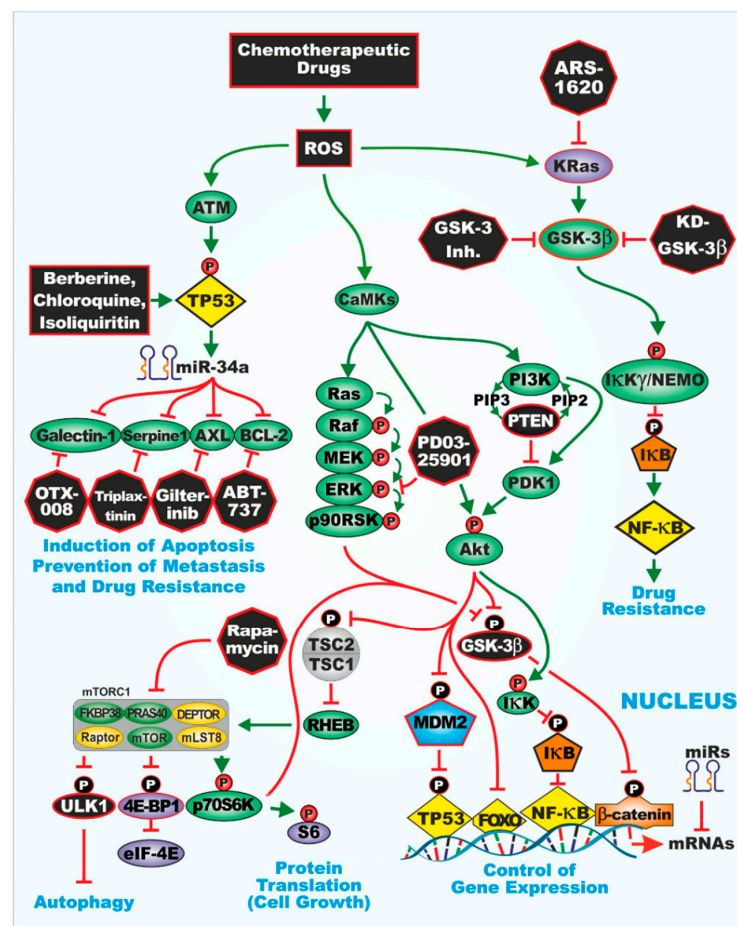 Chemotherapeutic
Drugs
ARS-
1620
ROS
KRas
ATM
GSK-3
Inh.
GSK-3β
KD-
GSK-3β
P
Berberine,
Chloroquine,
Isoliquiritin
TP53
CaMKs
miR-34a
P
IκKγ/NEMO
PI3K
PIP3
PIP2
PTEN
PDK1
Ras
Raf
P
MEK
P
ERK
P
p90RSK
P
PD03-
25901
Galectin-1
Serpine1
AXL
BCL-2
OTX-
008
Triplax-
tinin
Gilter-
inib
ABT-
737
P
IκB
NF-κB
Drug
Resistance
P
Akt
Induction of Apoptosis
Prevention of Metastasis
and Drug Resistance
Rapa-
mycin
P
TSC2
TSC1
P
GSK-3β
mTORC1
FKBP38
PRAS40
DEPTOR
Raptor
mTOR
mLST8
RHEB
P
MDM2
P
IκK
P
IκB
NUCLEUS
miRs
P
ULK1
P
4E-BP1
P
p70S6K
P
S6
eIF-4E
P
TP53
FOXO
NF-κB
P
β-catenin
mRNAs
Autophagy
Protein
Translation
(Cell Growth)
Control of
Gene Expression